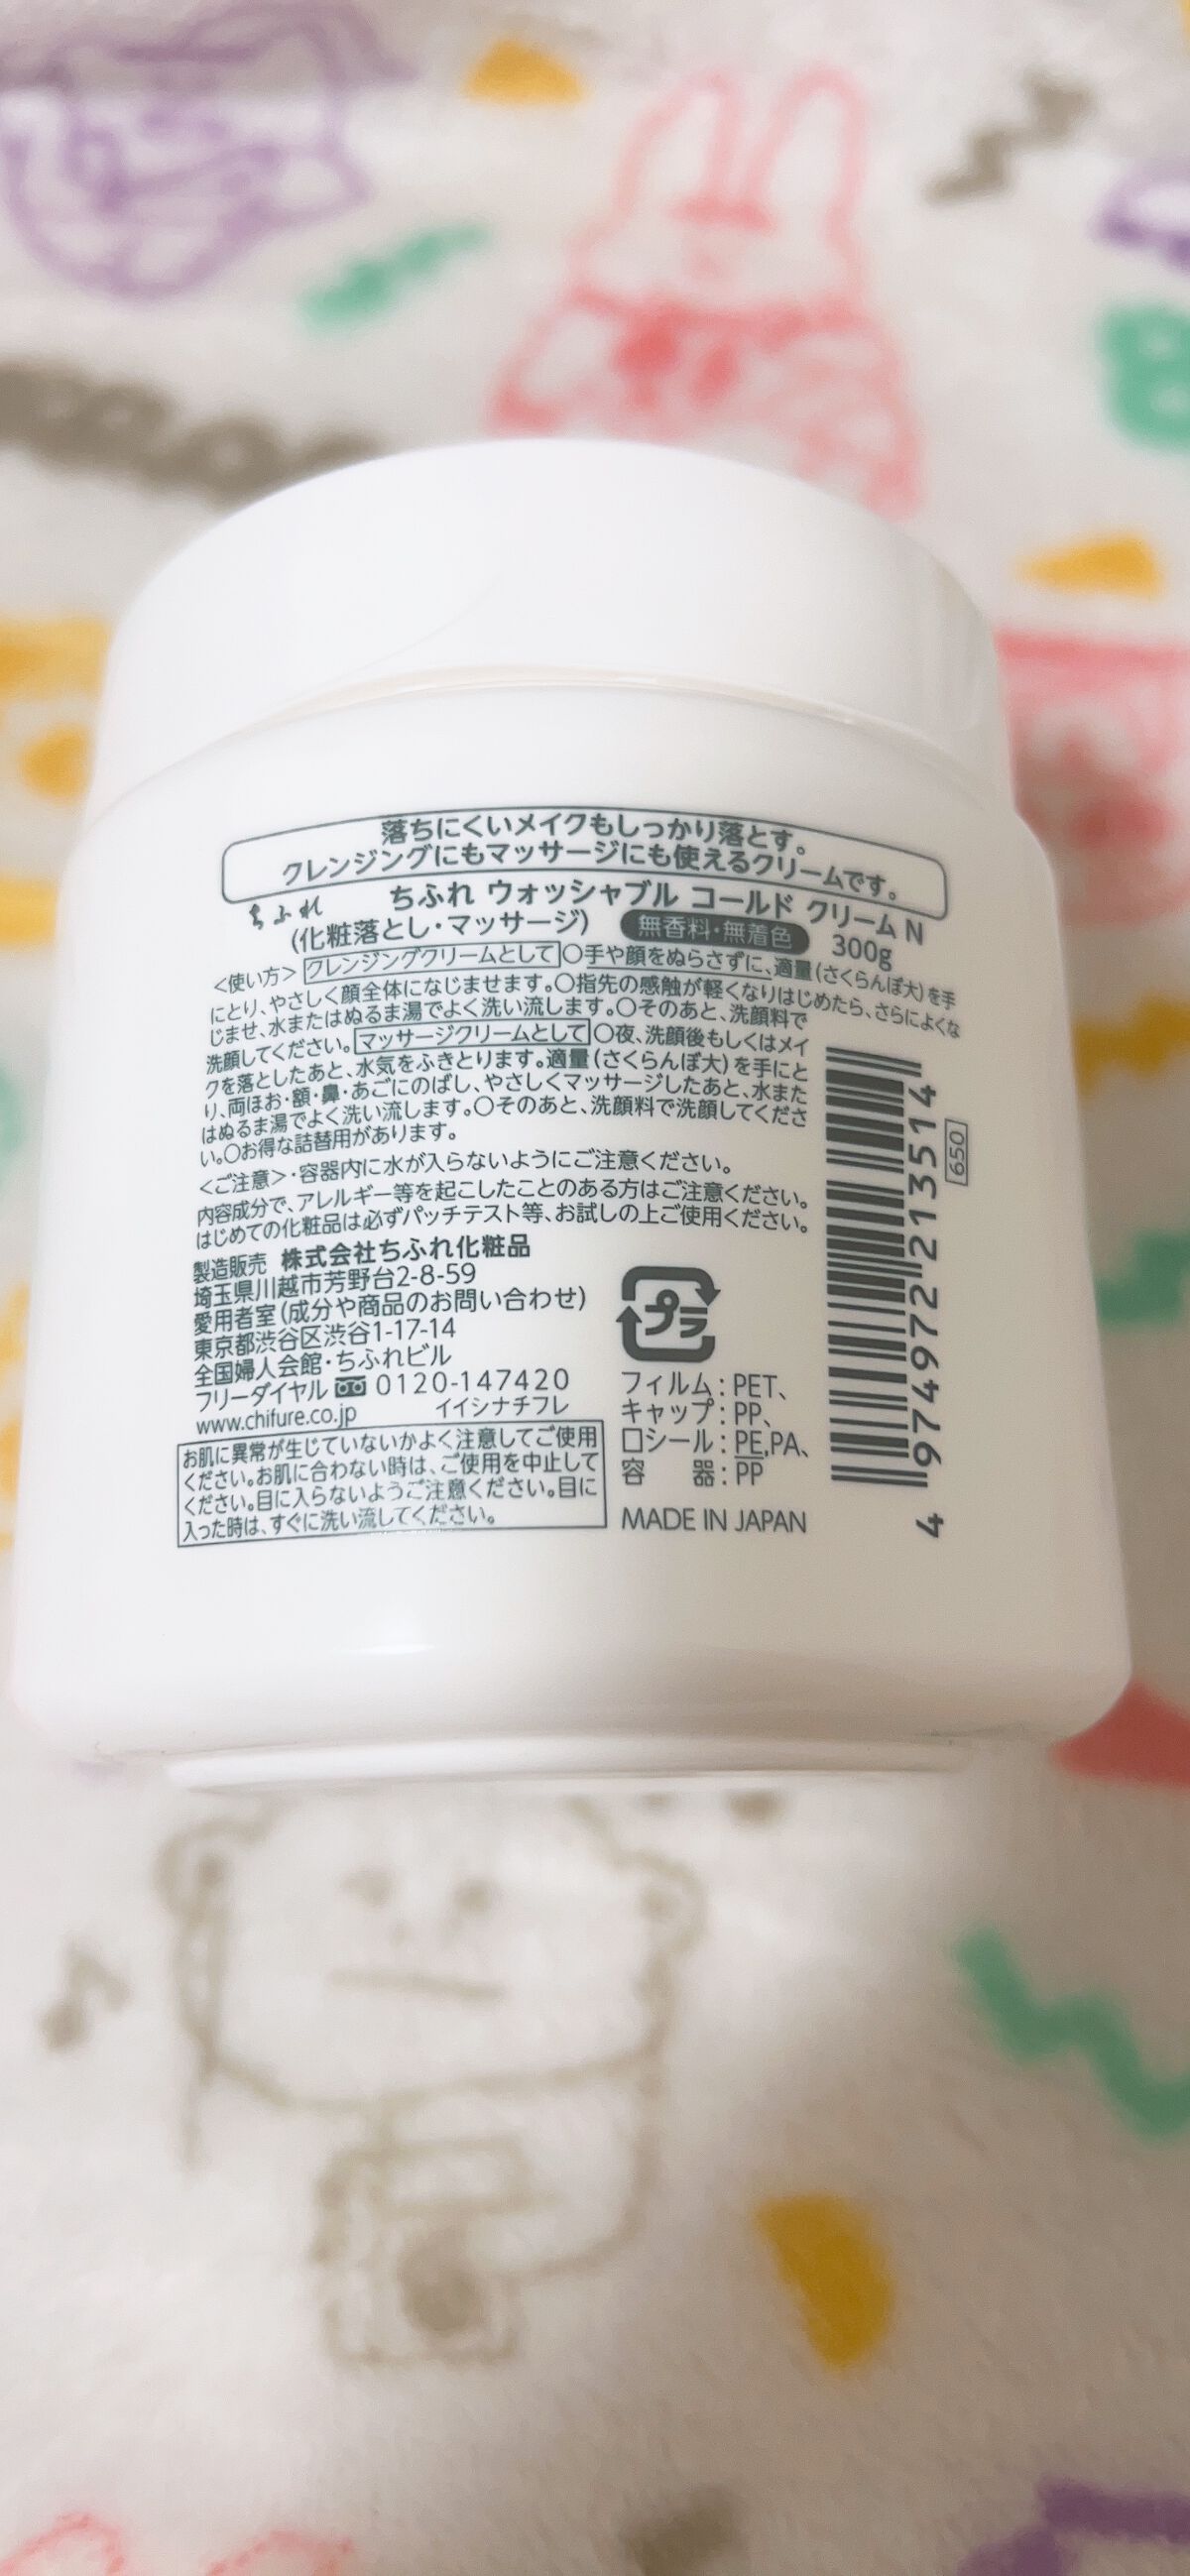 落ちにくいメイクもしっかり落とす。
クレンジングにもマッサージにも使えるクリームです。
ちふれ ちふれ ウォッシャブル コールド クリーム N
(化粧落とし・マッサージ) 無香料・無着色 300g
<使い方> クレンジングクリームとして ○手や顔をぬらさずに、適量(さくらんぼ大)を手
にとり、やさしく顔全体になじませます。○指先の感触が軽くなりはじめたら、さらによくな
じませ、水またはぬるま湯でよく洗い流します。○そのあと、洗顔料で
洗顔してください。 マッサージクリームとして ○夜、洗顔後もしくはメイ
クを落としたあと、水気をふきとります。適量(さくらんぼ大)を手にと
り、両ほお・額・鼻・あごにのばし、やさしくマッサージしたあと、水また
はぬるま湯でよく洗い流します。○そのあと、洗顔料で洗顔してくださ
い。○お得な詰替用があります。
<ご注意>・容器内に水が入らないようにご注意ください。
内容成分で、アレルギー等を起こしたことのある方はご注意ください。
はじめての化粧品は必ずパッチテスト等、お試しの上ご使用ください。
製造販売 株式会社ちふれ化粧品
埼玉県川越市芳野台2-8-59
愛用者室(成分や商品のお問い合わせ)
東京都渋谷区渋谷1-17-14
全国婦人会館・ちふれビル
フリーダイヤル 0120-147420
www.chifure.co.jp イイシナチフレ
お肌に異常が生じていないかよく注意してご使用
ください。お肌に合わない時は、ご使用を中止して
ください。目に入らないようご注意ください。目に
入った時は、すぐに洗い流してください。
プラ
フィルム:PET、
キャップ:PP、
口シール:PE,PA、
容 器:PP
MADE IN JAPAN
4 974972 213514
650